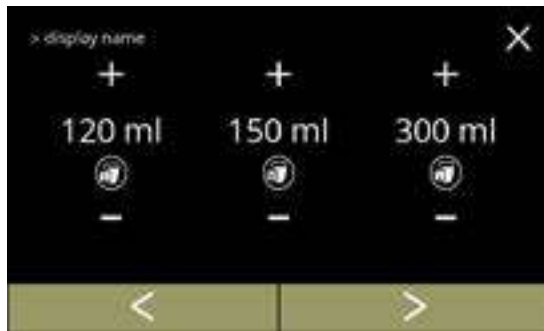 > display name
×
+ + +
120 ml 150 ml 300 ml
− − −
< >